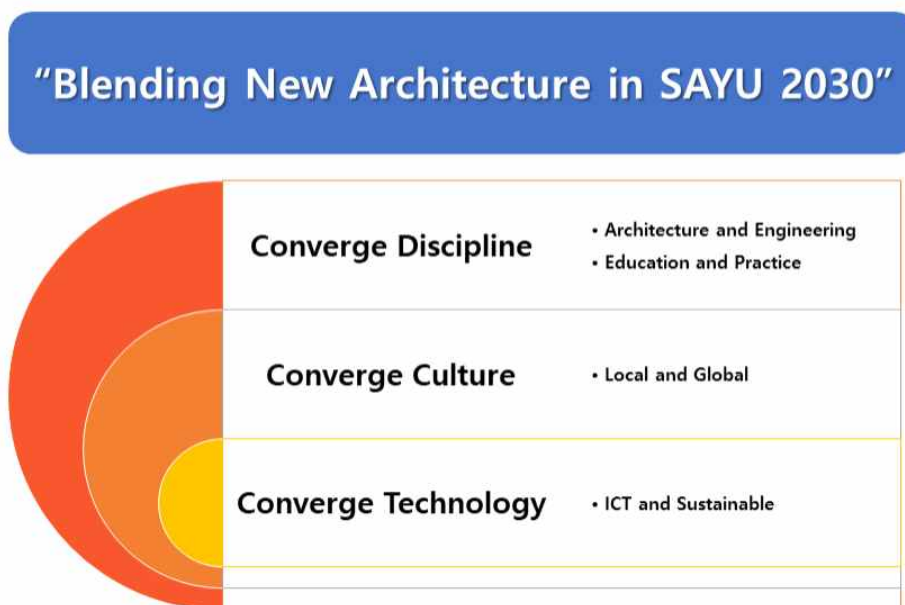 “Blending New Architecture in SAYU 2030”
Converge Discipline
• Architecture and Engineering
• Education and Practice
Converge Culture
• Local and Global
Converge Technology
• ICT and Sustainable